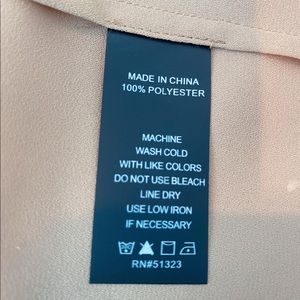 MADE IN CHINA
100% POLYESTER
MACHINE
WASH COLD
WITH LIKE COLORS
DO NOT USE BLEACH
LINE DRY
USE LOW IRON
IF NECESSARY
RN#51323